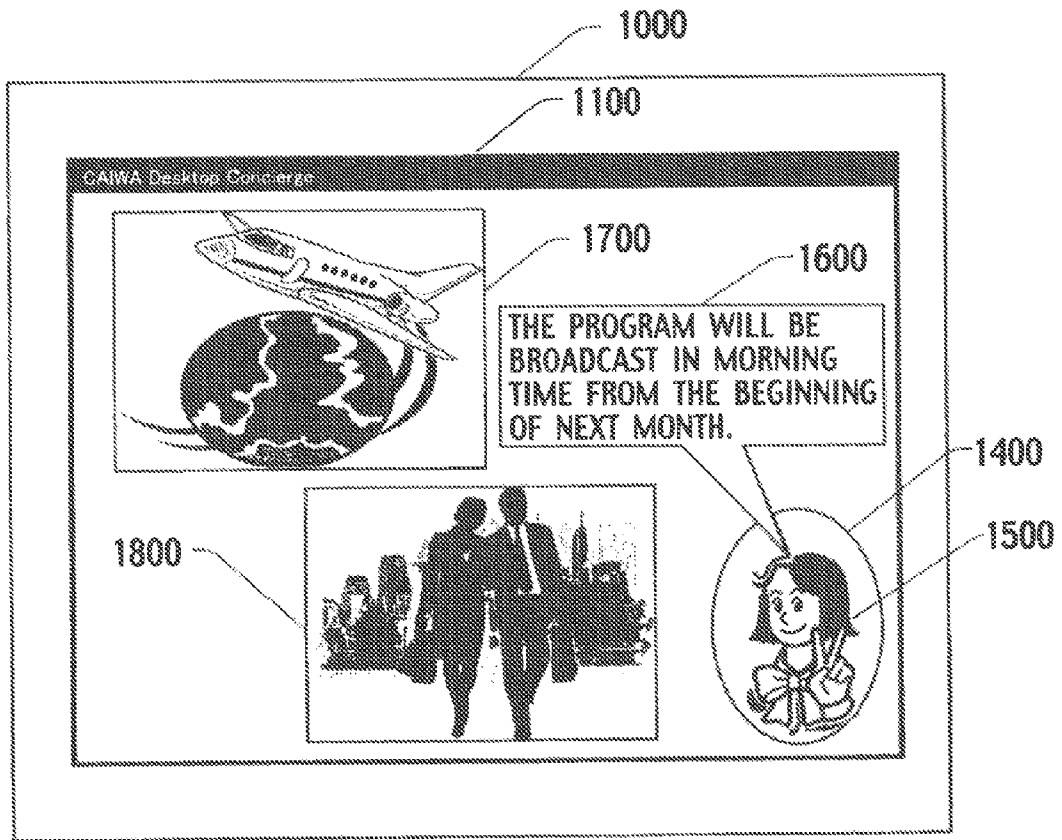 1000
1100
CAIWA Desktop Concierge
1700
1600
THE PROGRAM WILL BE
BROADCAST IN MORNING
TIME FROM THE BEGINNING
OF NEXT MONTH.
1400
1500
1800